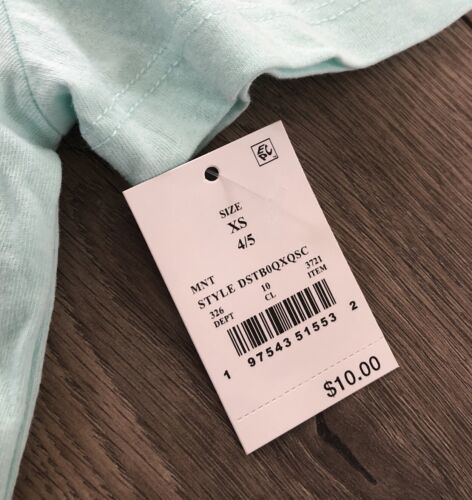 EPC
SIZE
XS
4/5
MNT
STYLE DSTB0QXQSC
326 10 3721
DEPT CL ITEM
1 97543 51553 2
$10.00